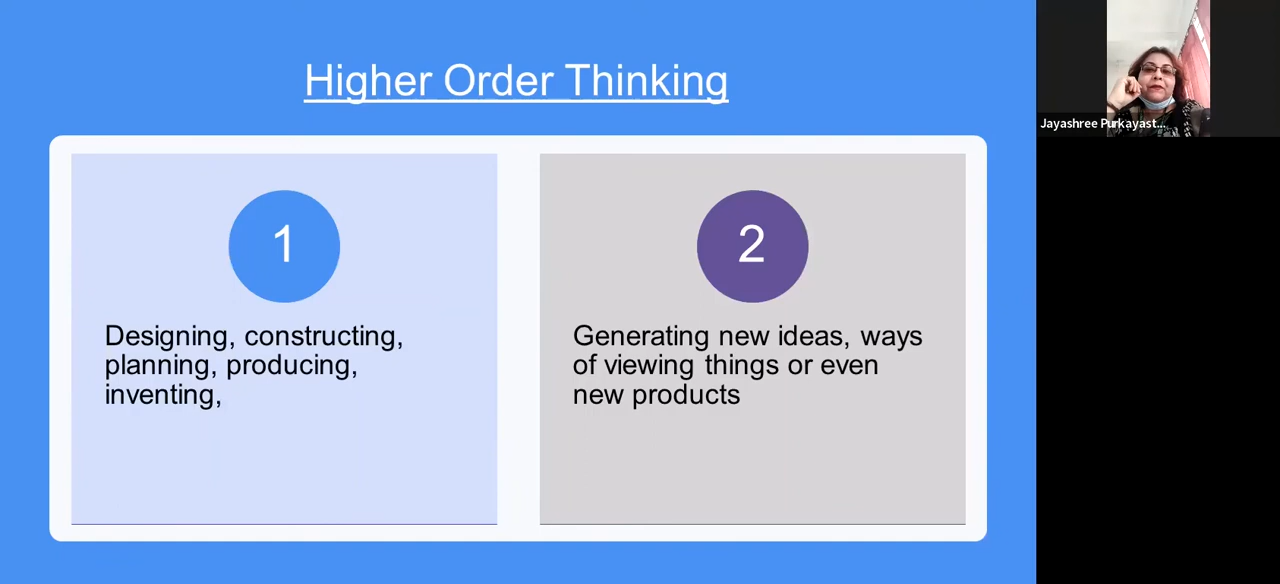 Higher Order Thinking
1
Designing, constructing,
planning, producing,
inventing,
2
Generating new ideas, ways
of viewing things or even
new products
Jayashree Purkayast...